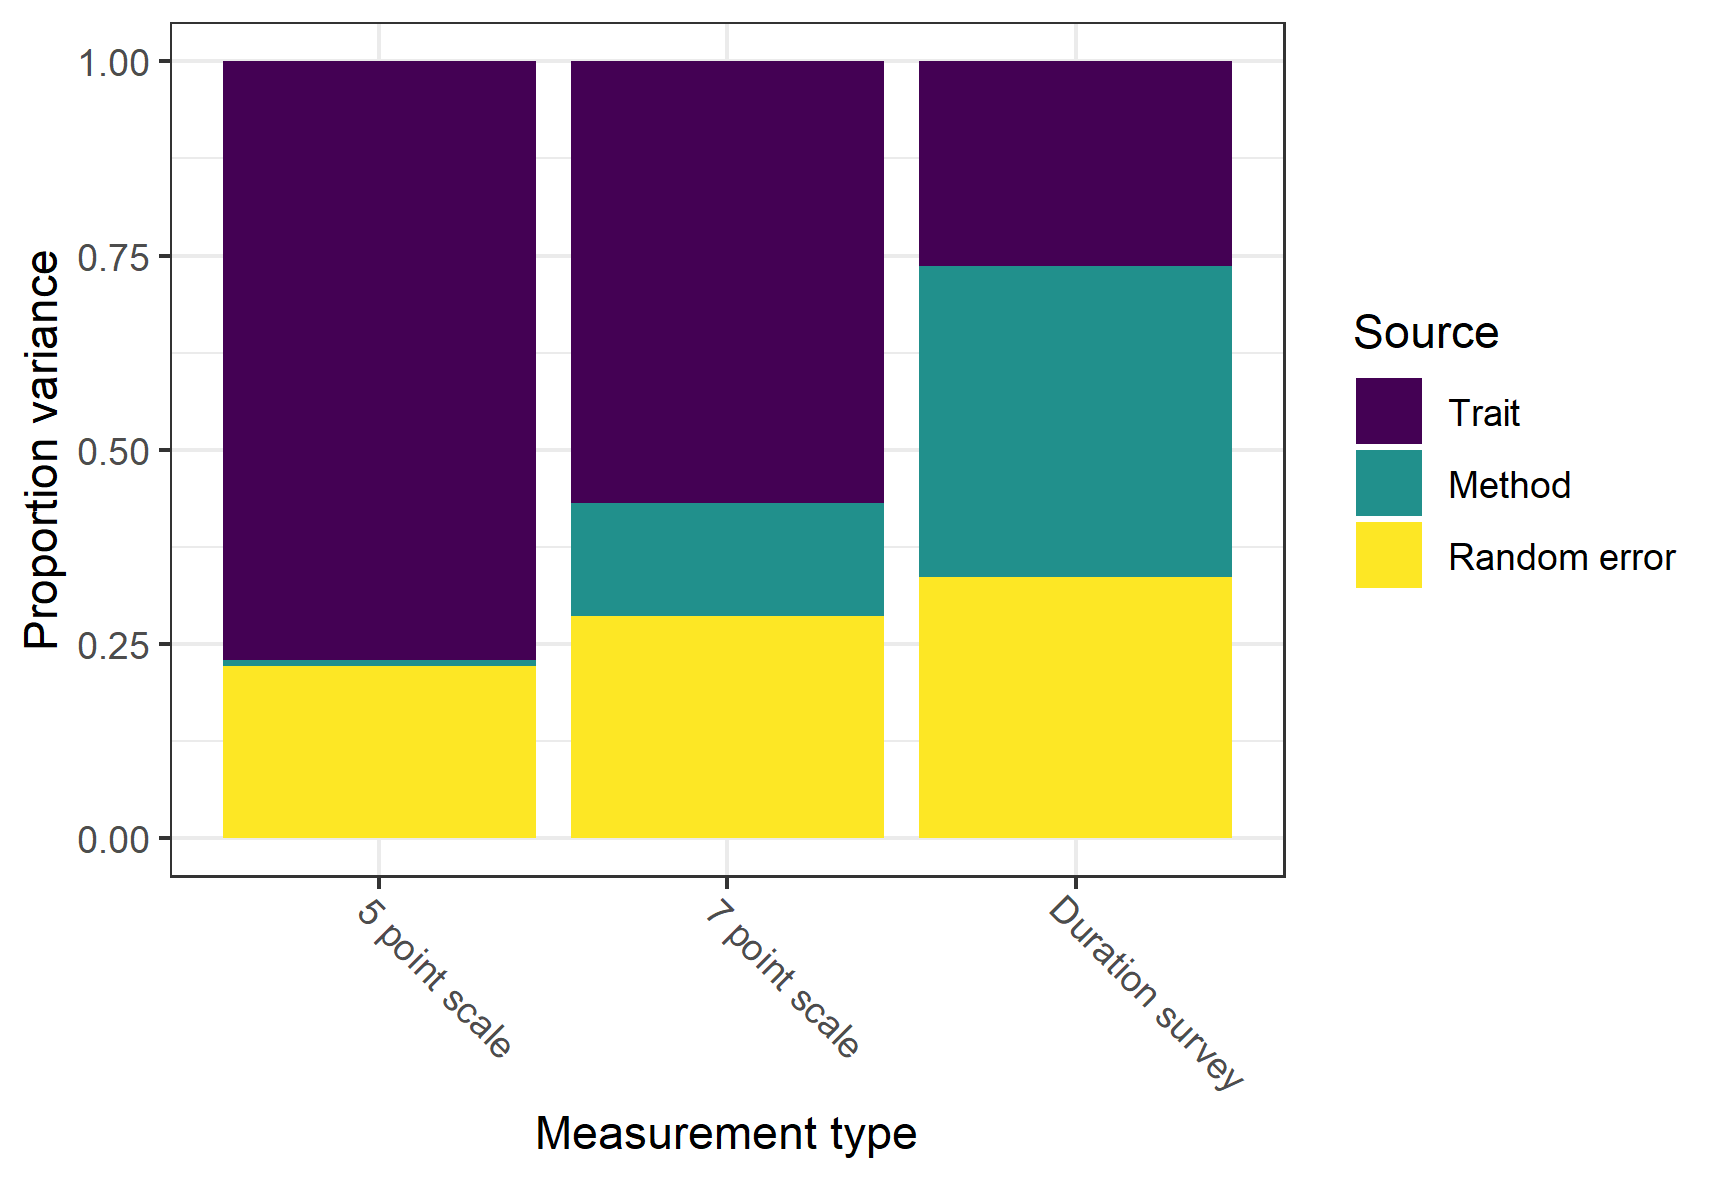 Proportion variance
1.00
0.75
0.50
0.25
0.00
5 point scale
7 point scale
Duration survey
Measurement type
Source
Trait
Method
Random error